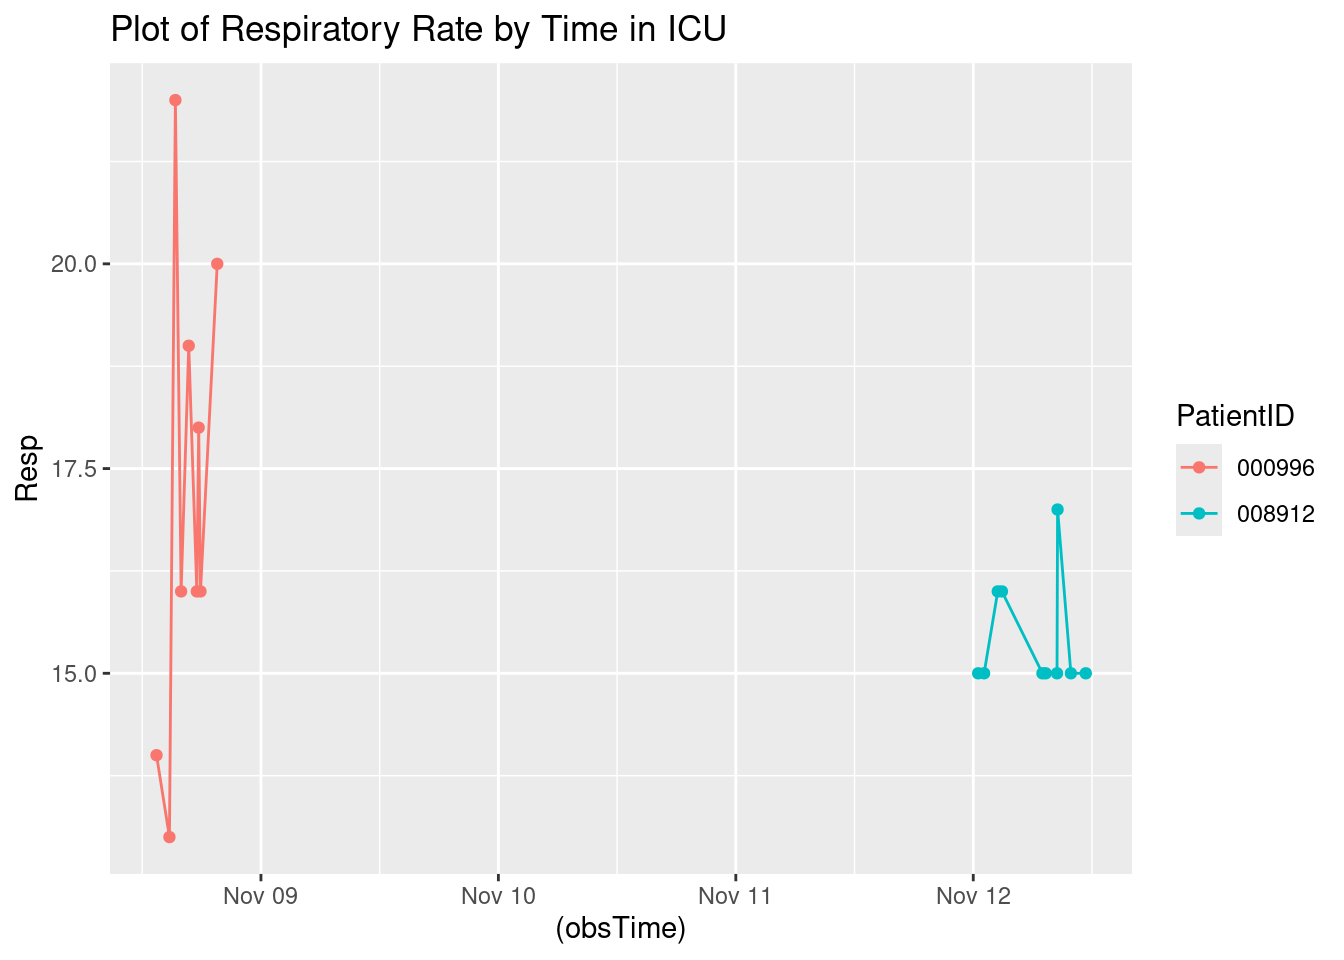 Plot of Respiratory Rate by Time in ICU
20.0
17.5
15.0
Resp
Nov 09 Nov 10 Nov 11 Nov 12
(obsTime)
PatientID
000996
008912